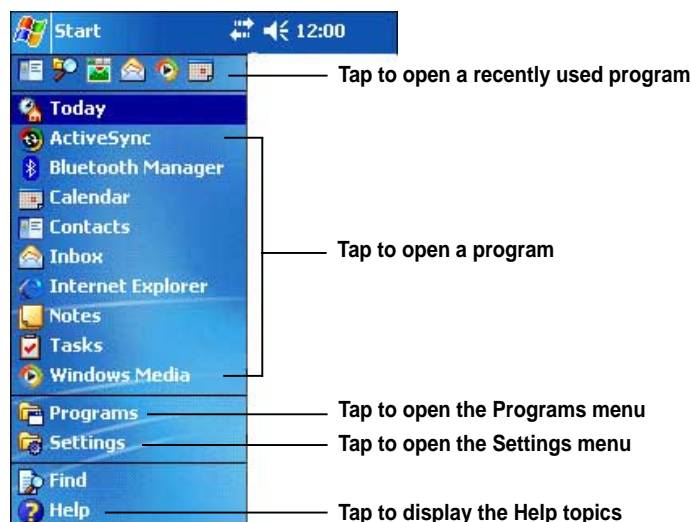 Start 12:00
Tap to open a recently used program
Today
ActiveSync
Bluetooth Manager
Calendar
Contacts
Tap to open a program
Inbox
Internet Explorer
Notes
Tasks
Windows Media
Programs Tap to open the Programs menu
Settings Tap to open the Settings menu
Find
Help Tap to display the Help topics